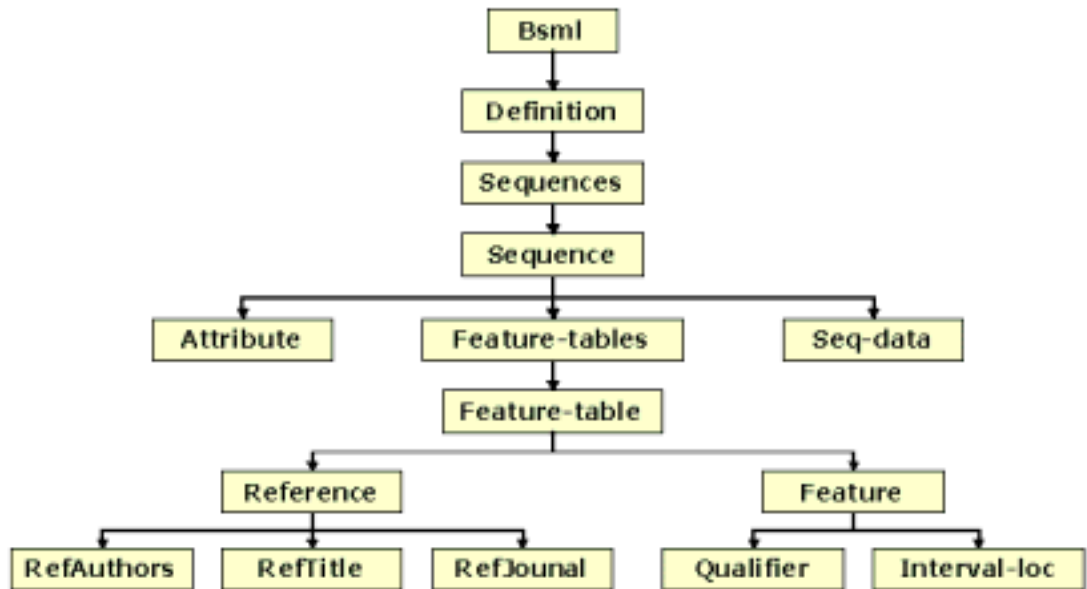 Bsml
Definition
Sequences
Sequence
Attribute Feature-tables Seq-data
Feature-table
Reference Feature
RefAuthors RefTitle RefJounal Qualifier Interval-loc